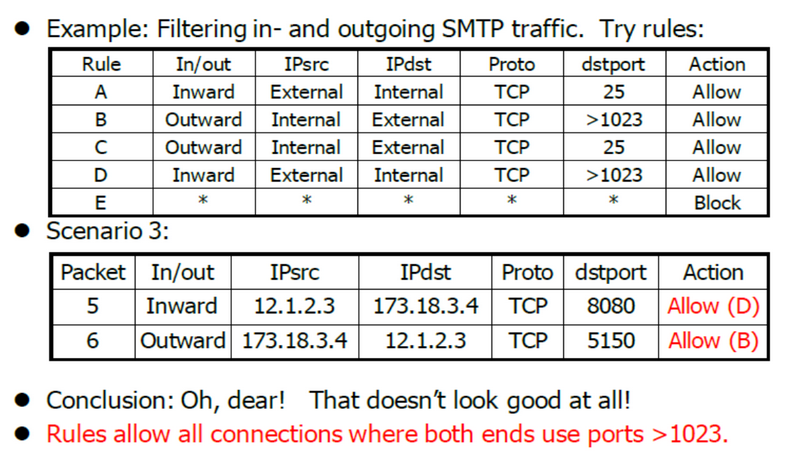 ● Example: Filtering in- and outgoing SMTP traffic. Try rules:
Rule In/out IPsrc IPdst Proto dstport Action
A Inward External Internal TCP 25 Allow
B Outward Internal External TCP >1023 Allow
C Outward Internal External TCP 25 Allow
D Inward External Internal TCP >1023 Allow
E * * * * * Block
● Scenario 3:
Packet In/out IPsrc IPdst Proto dstport Action
5 Inward 12.1.2.3 173.18.3.4 TCP 8080 Allow (D)
6 Outward 173.18.3.4 12.1.2.3 TCP 5150 Allow (B)
● Conclusion: Oh, dear! That doesn't look good at all!
● Rules allow all connections where both ends use ports >1023.